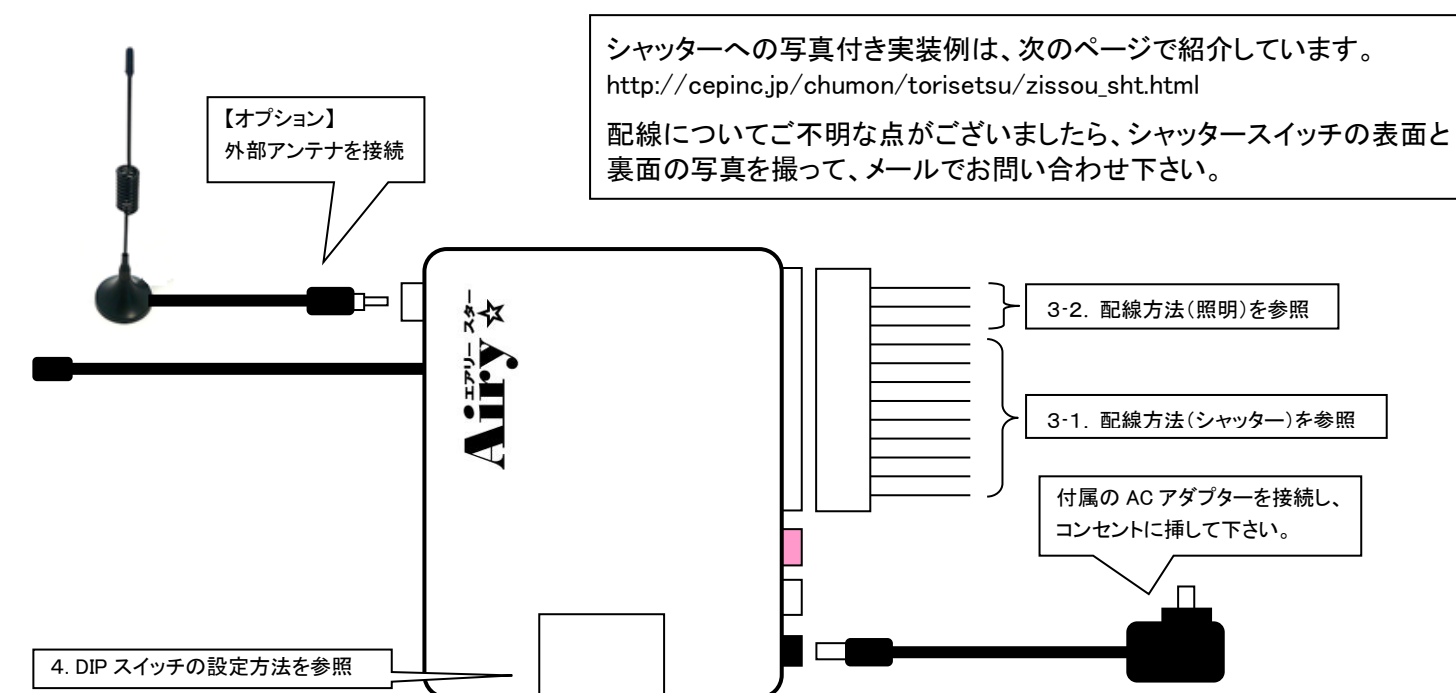 シャッターへの写真付き実装例は、次のページで紹介しています。
http://cepinc.jp/chumon/torisetsu/zissou_sht.html
配線についてご不明な点がございましたら、シャッタースイッチの表面と
裏面の写真を撮って、メールでお問い合わせ下さい。
【オプション】
外部アンテナを接続
エアリー スター
Airy☆
3-2. 配線方法(照明)を参照
3-1. 配線方法(シャッター)を参照
付属の AC アダプターを接続し、
コンセントに挿して下さい。
4. DIP スイッチの設定方法を参照